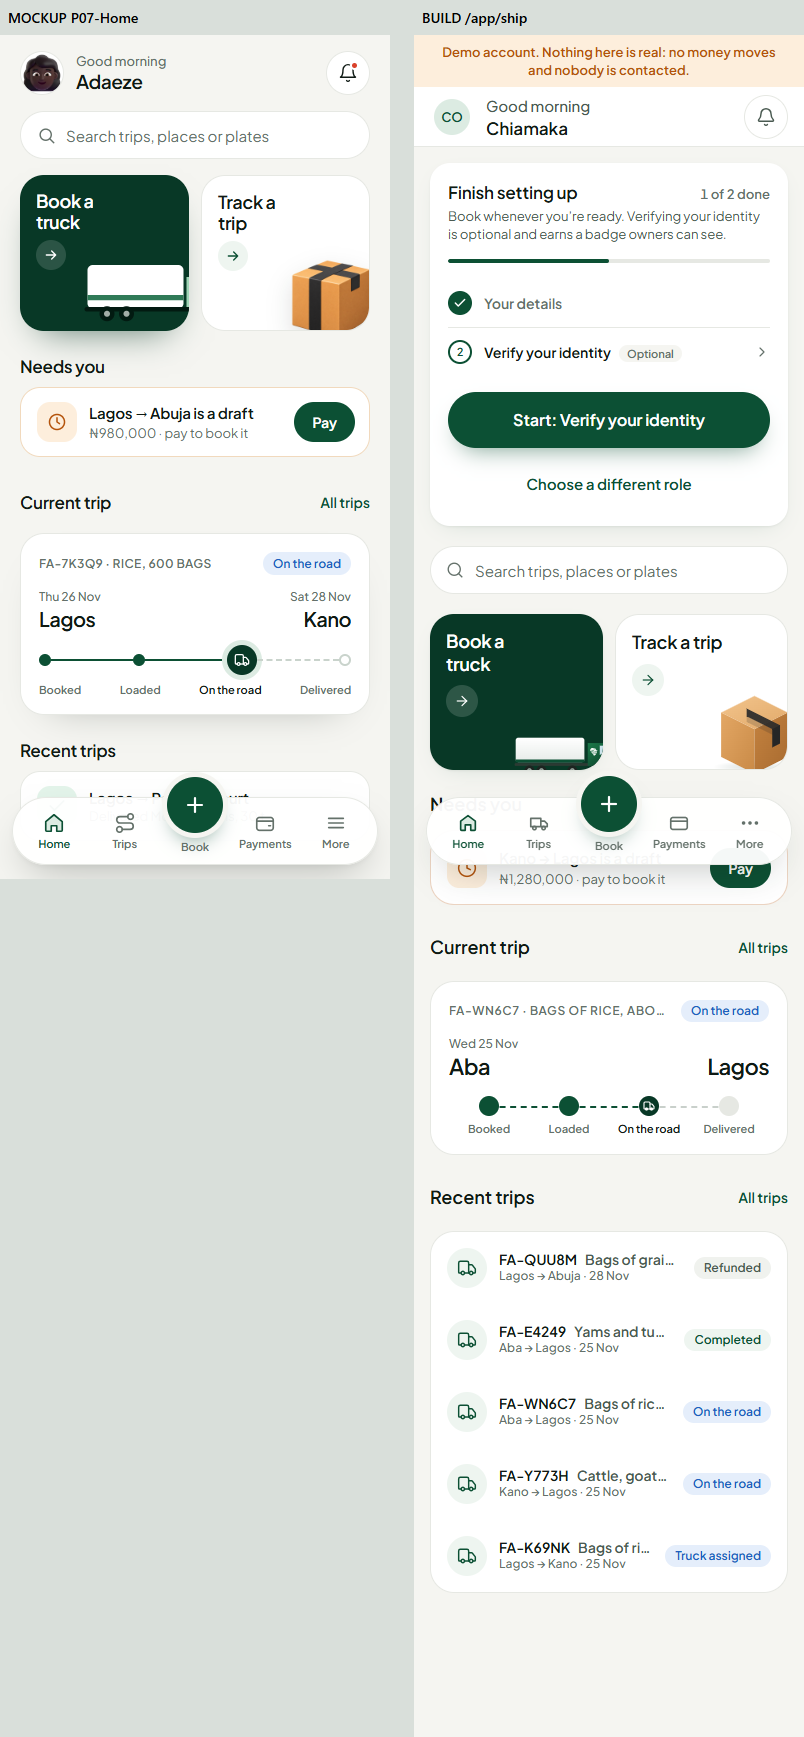 MOCKUP P07-Home
Good morning
Adaeze
Search trips, places or plates
Book a
truck
Track a
trip
Needs you
Lagos → Abuja is a draft
₦980,000 · pay to book it
Pay
Current trip
All trips
FA-7K3Q9 · RICE, 600 BAGS
On the road
Thu 26 Nov
Sat 28 Nov
Lagos
Kano
Booked
Loaded
On the road
Delivered
Recent trips
Home
Trips
Book
Payments
More
BUILD /app/ship
Demo account. Nothing here is real: no money moves
and nobody is contacted.
CO
Good morning
Chiamaka
Finish setting up
1 of 2 done
Book whenever you're ready. Verifying your identity
is optional and earns a badge owners can see.
Your details
2
Verify your identity
Optional
Start: Verify your identity
Choose a different role
Search trips, places or plates
Book a
truck
Track a trip
Needs you
Home
Trips
Book
Payments
More
Kano → Lagos is a draft
₦1,280,000 · pay to book it
Pay
Current trip
All trips
FA-WN6C7 · BAGS OF RICE, ABO…
On the road
Wed 25 Nov
Aba
Lagos
Booked
Loaded
On the road
Delivered
Recent trips
All trips
FA-QUU8M Bags of grai…
Refunded
Lagos → Abuja · 28 Nov
FA-E4249 Yams and tu…
Completed
Aba → Lagos · 25 Nov
FA-WN6C7 Bags of ric…
On the road
Aba → Lagos · 25 Nov
FA-Y773H Cattle, goat…
On the road
Kano → Lagos · 25 Nov
FA-K69NK Bags of ri…
Truck assigned
Lagos → Kano · 25 Nov